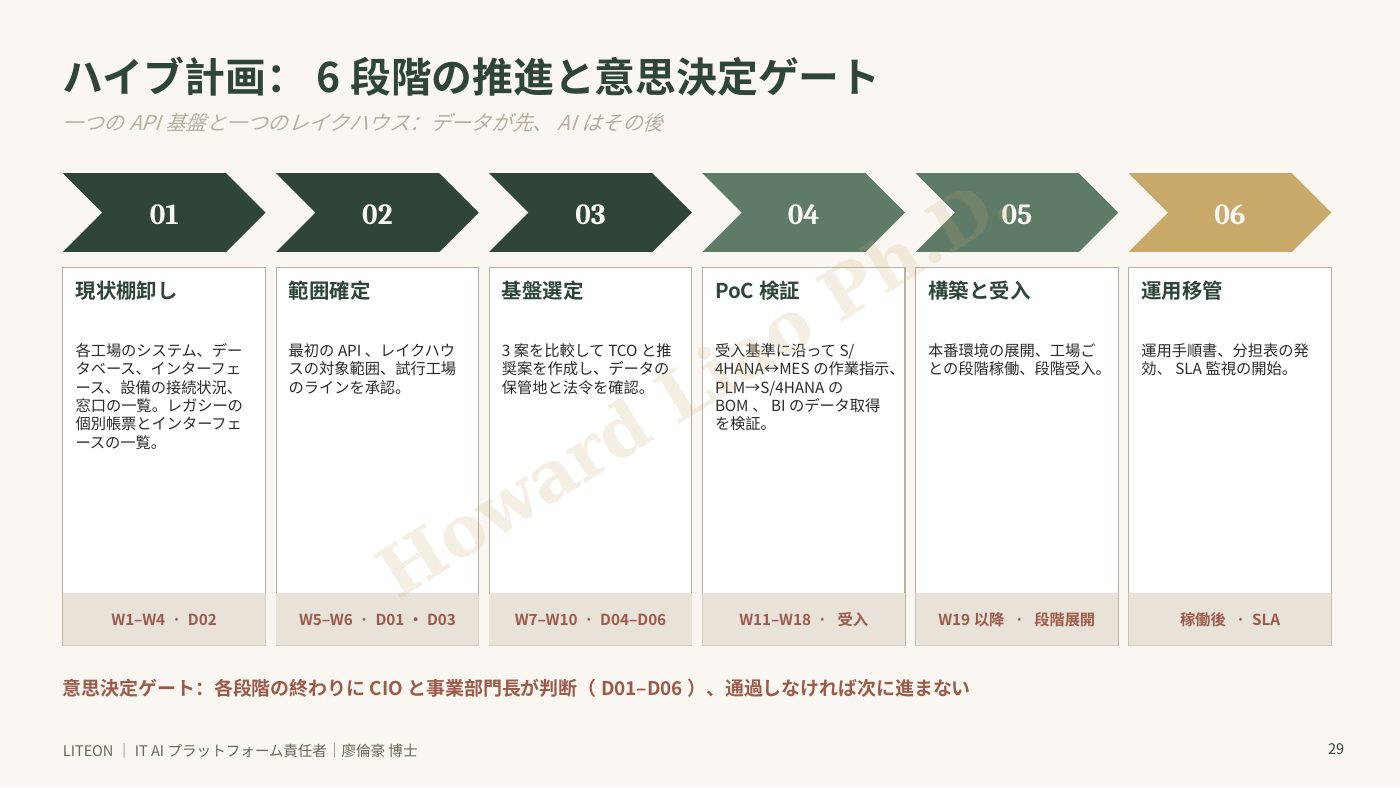 ハイブ計画： 6 段階の推進と意思決定ゲート
一つの API 基盤と一つのレイクハウス：データが先、 AI はその後
01
02
03
04
05
06
現状棚卸し
各工場のシステム、デー
タベース、インターフェ
ース、設備の接続状況、
窓口の一覧。レガシーの
個別帳票とインターフェ
ースの一覧。
W1–W4 · D02
範囲確定
最初の API 、レイクハウ
スの対象範囲、試行工場
のラインを承認。
W5–W6 · D01・D03
基盤選定
3 案を比較して TCO と推
奨案を作成し、データの
保管地と法令を確認。
W7–W10 · D04–D06
PoC 検証
受入基準に沿って S/
4HANA↔MES の作業指示、
PLM→S/4HANA の
BOM 、 BI のデータ取得
を検証。
W11–W18 · 受入
構築と受入
本番環境の展開、工場ご
との段階稼働、段階受入。
W19 以降 · 段階展開
運用移管
運用手順書、分担表の発
効、 SLA 監視の開始。
稼働後 · SLA
意思決定ゲート：各段階の終わりに CIO と事業部門長が判断（ D01–D06 ）、通過しなければ次に進まない
LITEON｜IT AI プラットフォーム責任者｜廖倫豪 博士
29
Howard Liao Ph.D.